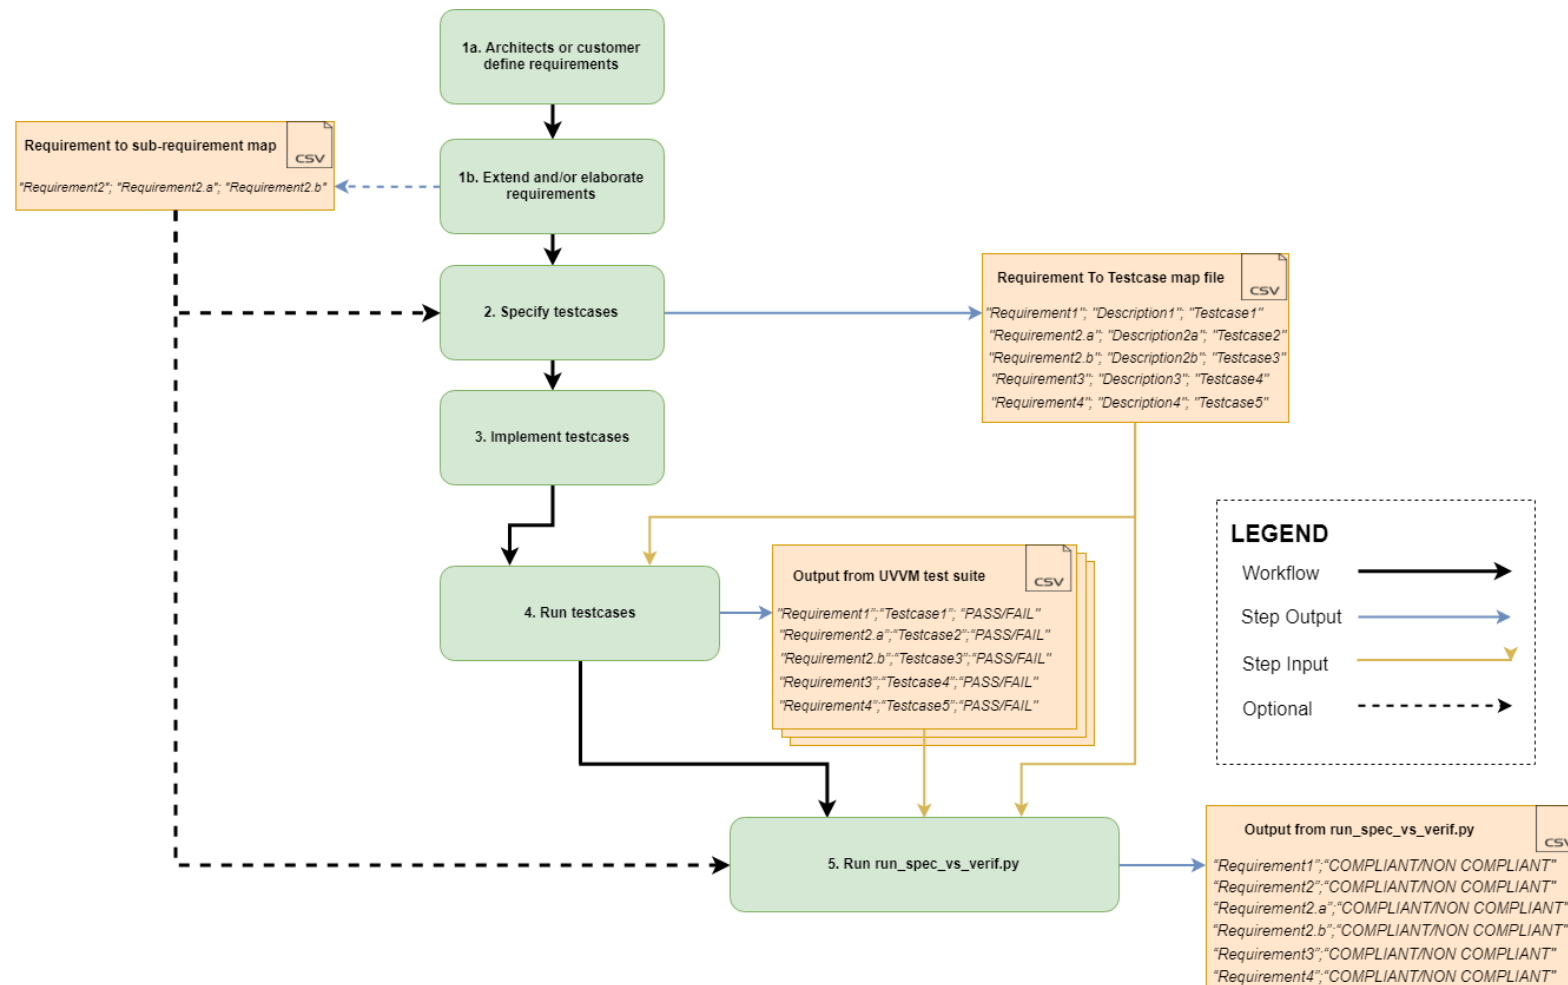 1a. Architects or customer
define requirements
Requirement to sub-requirement map
CSV
"Requirement2"; "Requirement2.a"; "Requirement2.b"
1b. Extend and/or elaborate
requirements
2. Specify testcases
Requirement To Testcase map file
CSV
"Requirement1"; "Description1"; "Testcase1"
"Requirement2.a"; "Description2a"; "Testcase2"
"Requirement2.b"; "Description2b"; "Testcase3"
"Requirement3"; "Description3"; "Testcase4"
"Requirement4"; "Description4"; "Testcase5"
3. Implement testcases
LEGEND
Workflow
Step Output
Step Input
Optional
4. Run testcases
Output from UVVM test suite
CSV
"Requirement1";“Testcase1”; “PASS/FAIL"
"Requirement2.a”;“Testcase2”;“PASS/FAIL"
"Requirement2.b”;“Testcase3”;“PASS/FAIL"
"Requirement3”;“Testcase4”;“PASS/FAIL"
"Requirement4”;“Testcase5”;“PASS/FAIL"
5. Run run_spec_vs_verif.py
Output from run_spec_vs_verif.py
CSV
“Requirement1”;“COMPLIANT/NON COMPLIANT"
“Requirement2”;“COMPLIANT/NON COMPLIANT"
“Requirement2.a”;“COMPLIANT/NON COMPLIANT"
“Requirement2.b”;“COMPLIANT/NON COMPLIANT"
“Requirement3”;“COMPLIANT/NON COMPLIANT"
“Requirement4”;“COMPLIANT/NON COMPLIANT"